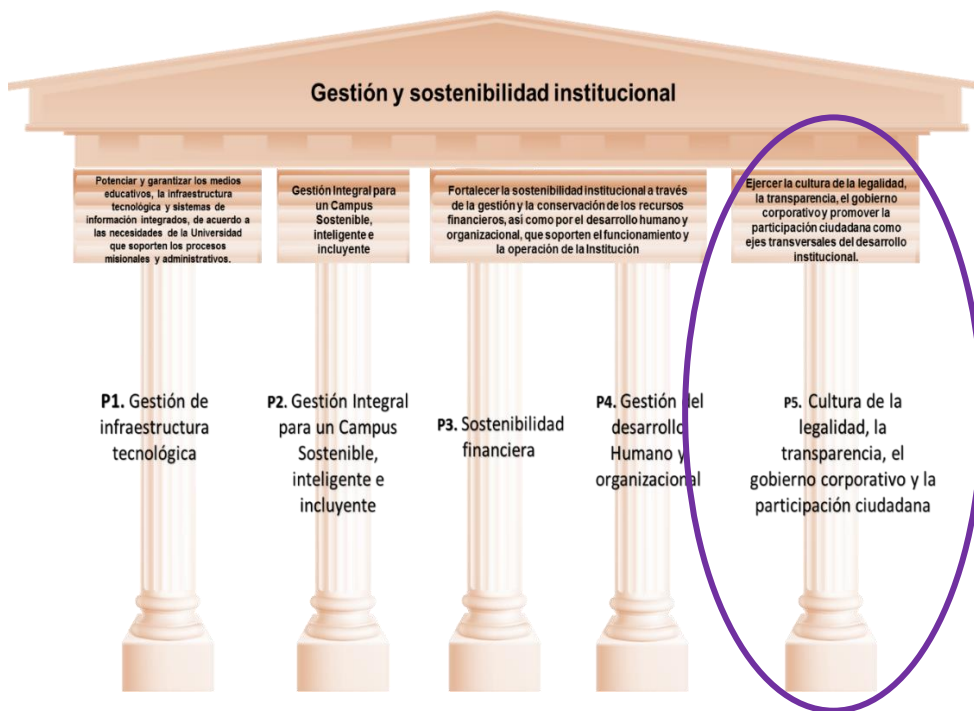 Gestión y sostenibilidad institucional
Potenciar y garantizar los medios
educativos, la infraestructura
tecnológica y sistemas de
información integrados, de acuerdo a
las necesidades de la Universidad
que soporten los procesos
misionales y administrativos.
Gestión Integral para
un Campus
Sostenible,
inteligente e
incluyente
Fortalecer la sostenibilidad institucional a través
de la gestión y la conservación de los recursos
financieros, así como por el desarrollo humano y
organizacional, que soporten el funcionamiento y
la operación de la Institución
Ejercer la cultura de la legalidad,
la transparencia, el gobierno
corporativo y promover la
participación ciudadana como
ejes transversales del desarrollo
institucional.
P1. Gestión de
infraestructura
tecnológica
P2. Gestión Integral
para un Campus
Sostenible,
inteligente e
incluyente
P3. Sostenibilidad
financiera
P4. Gestión del
desarrollo
Humano y
organizacional
P5. Cultura de la
legalidad, la
transparencia, el
gobierno corporativo y la
participación ciudadana